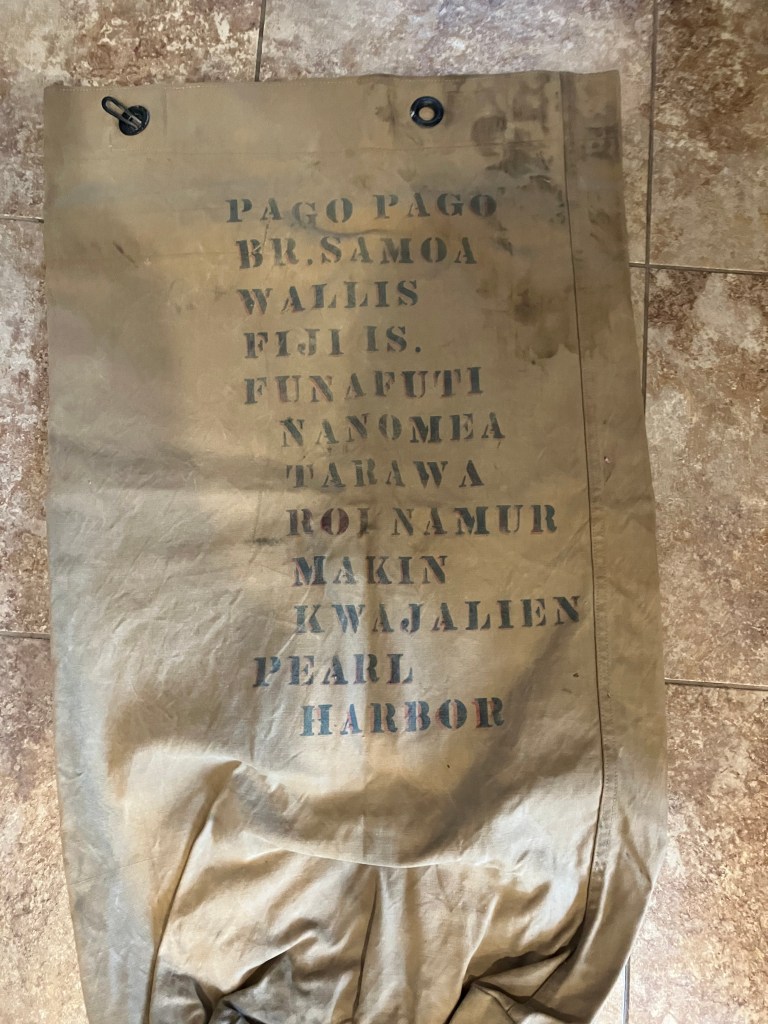 PAGO PAGO
BR. SAMOA
WALLIS
FIJI IS.
FUNAFUTI
NANOMEA
TARAWA
ROI NAMUR
MAKIN
KWAJALIEN
PEARL
HARBOR